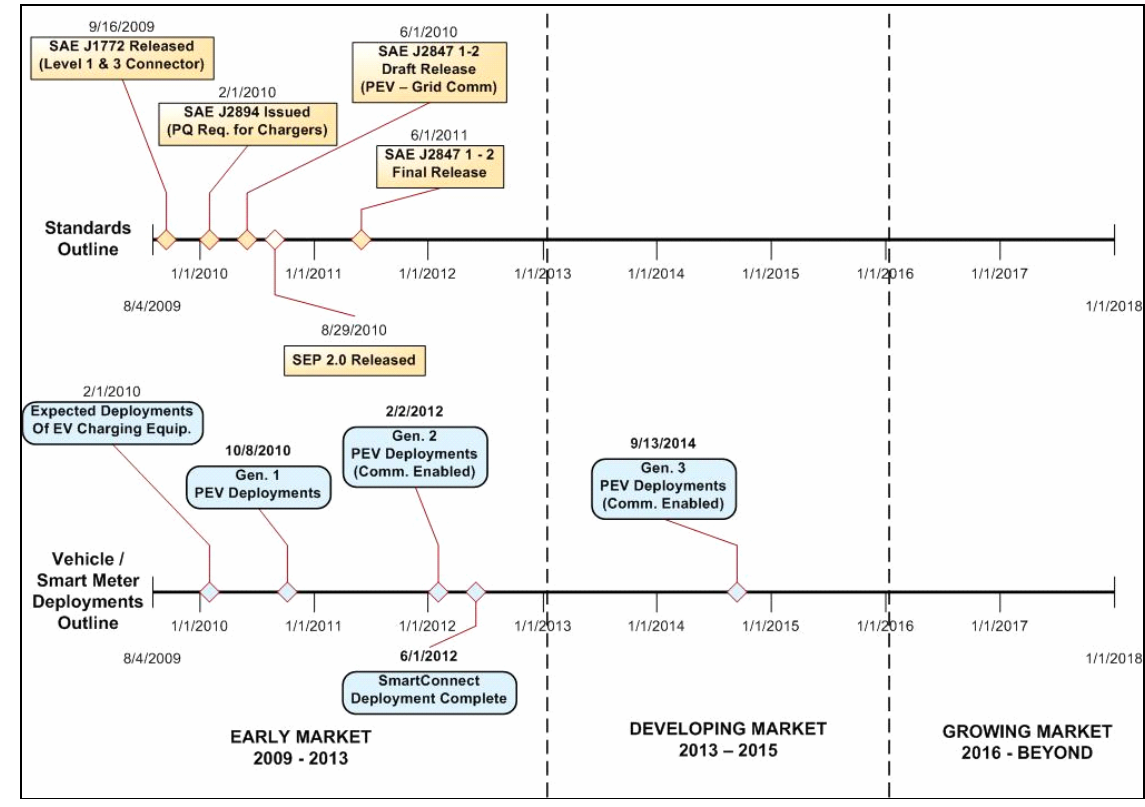 9/16/2009
SAE J1772 Released
(Level 1 & 3 Connector)
2/1/2010
SAE J2894 Issued
(PQ Req. for Chargers)
6/1/2010
SAE J2847 1-2
Draft Release
(PEV – Grid Comm)
6/1/2011
SAE J2847 1 - 2
Final Release
Standards
Outline
1/1/2010
1/1/2011
1/1/2012
1/1/2013
1/1/2014
1/1/2015
1/1/2016
1/1/2017
8/4/2009
1/1/2018
8/29/2010
SEP 2.0 Released
2/1/2010
Expected Deployments
Of EV Charging Equip.
10/8/2010
Gen. 1
PEV Deployments
2/2/2012
Gen. 2
PEV Deployments
(Comm. Enabled)
9/13/2014
Gen. 3
PEV Deployments
(Comm. Enabled)
Vehicle /
Smart Meter
Deployments
Outline
1/1/2010
1/1/2011
1/1/2012
1/1/2013
1/1/2014
1/1/2015
1/1/2016
1/1/2017
8/4/2009
1/1/2018
6/1/2012
SmartConnect
Deployment Complete
EARLY MARKET
2009 - 2013
DEVELOPING MARKET
2013 – 2015
GROWING MARKET
2016 - BEYOND